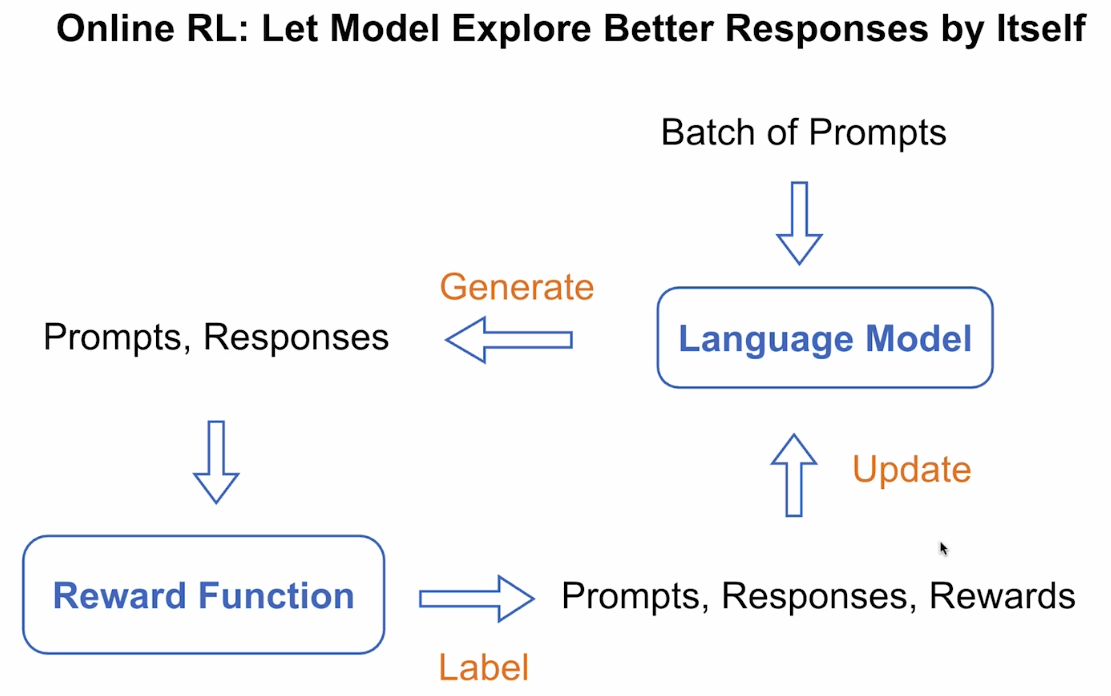 Online RL: Let Model Explore Better Responses by Itself
Batch of Prompts
Generate
Prompts, Responses
Language Model
Update
Reward Function
Prompts, Responses, Rewards
Label